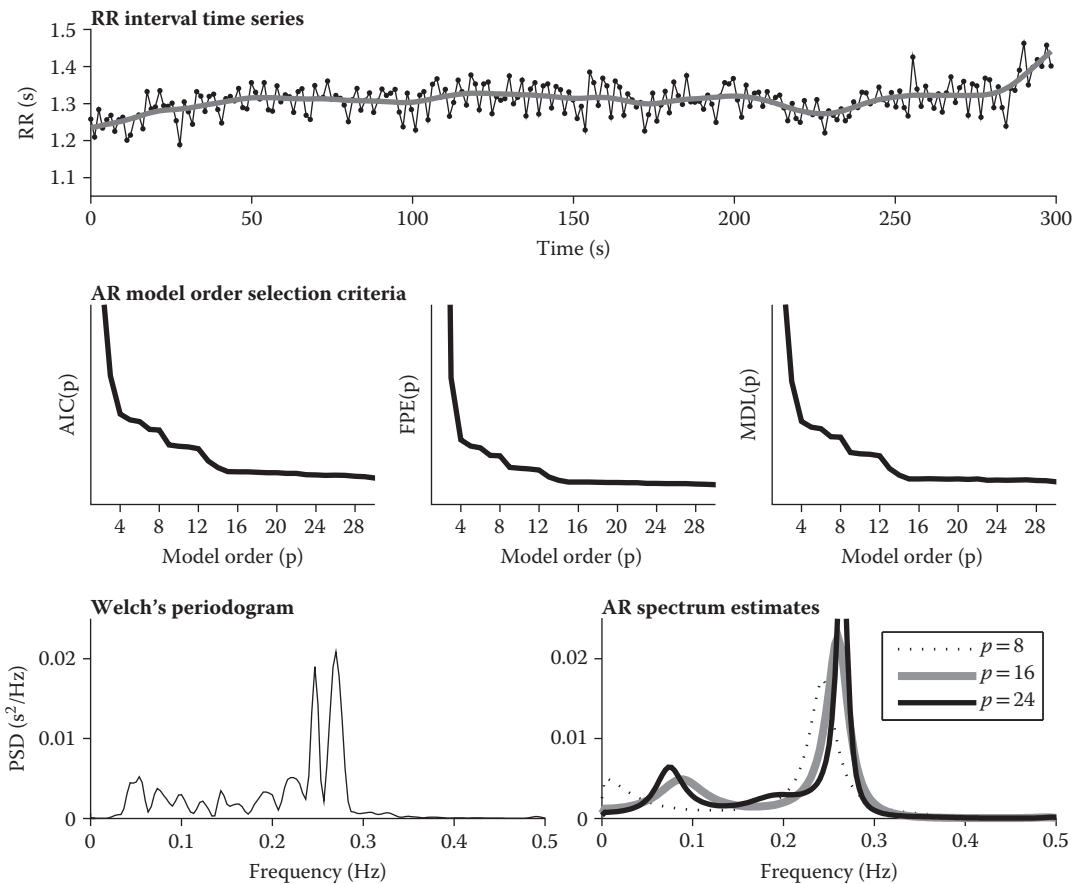 RR interval time series
1.5
1.4
1.3
1.2
1.1
RR (s)
0 50 100 150 200 250 300
Time (s)
AR model order selection criteria
AIC(p)
4 8 12 16 20 24 28
Model order (p)
FPE(p)
4 8 12 16 20 24 28
Model order (p)
MDL(p)
4 8 12 16 20 24 28
Model order (p)
Welch’s periodogram
PSD (s²/Hz)
0.02
0.01
0
0 0.1 0.2 0.3 0.4 0.5
Frequency (Hz)
AR spectrum estimates
0.02
0.01
0
0 0.1 0.2 0.3 0.4 0.5
Frequency (Hz)
p = 8
p = 16
p = 24